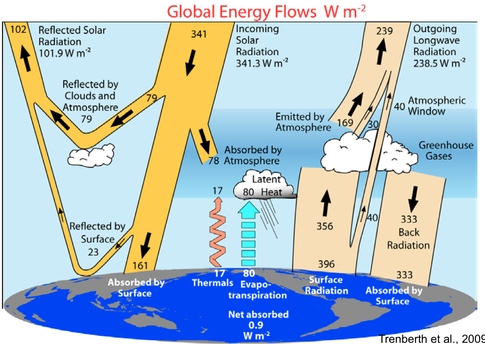 Global Energy Flows W m-2
102
Reflected Solar
Radiation
101.9 W m-2
341
Incoming
Solar
Radiation
341.3 W m-2
239
Outgoing
Longwave
Radiation
238.5 W m-2
Reflected by
Clouds and
Atmosphere
79
79
Emitted by
Atmosphere
169
30
40
Atmospheric
Window
Greenhouse
Gases
78
Absorbed by
Atmosphere
17
Latent
80 Heat
Reflected by
Surface
23
356
40
333
Back
Radiation
161
Absorbed by
Surface
17
Thermals
80
Evapo-
transpiration
396
Surface
Radiation
333
Absorbed by
Surface
Net absorbed
0.9
W m-2
Trenberth et al., 2009